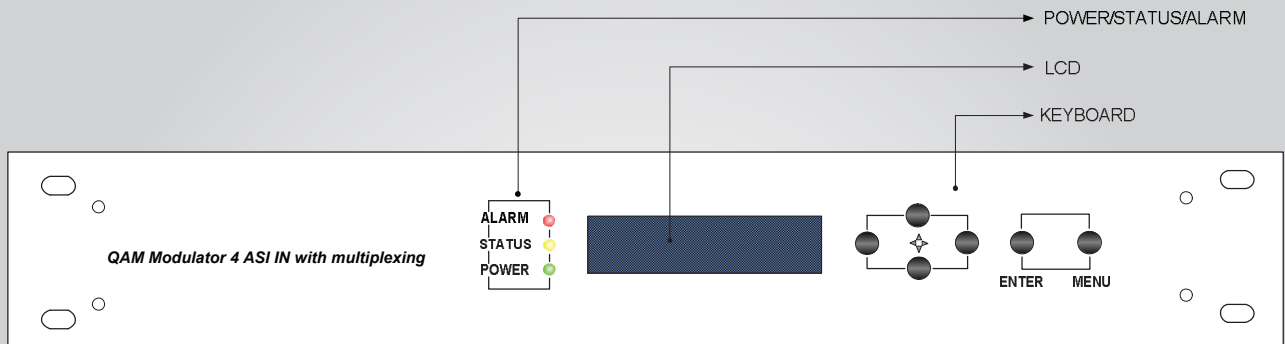 POWER/STATUS/ALARM
LCD
KEYBOARD
ALARM
STATUS
POWER
QAM Modulator 4 ASI IN with multiplexing
ENTER MENU